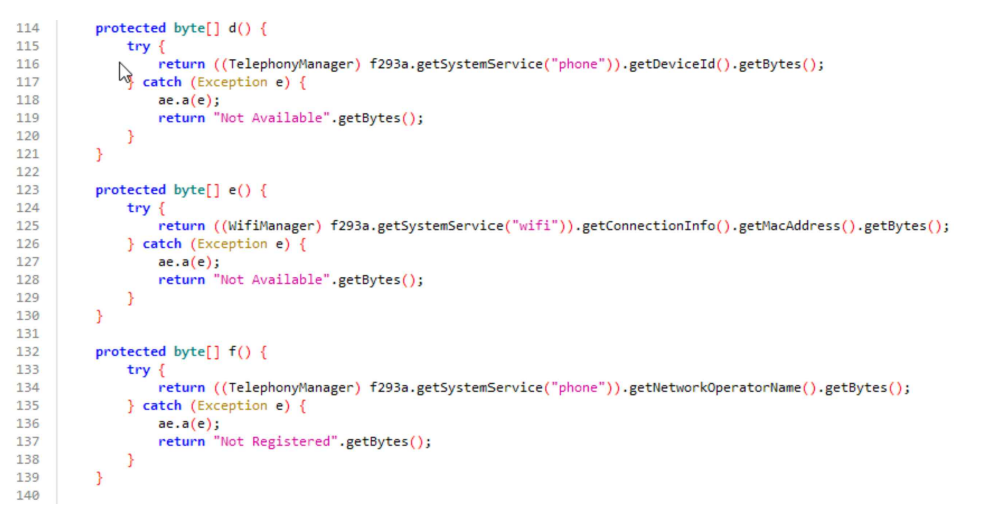 114 protected byte[] d() {
115 try {
116 return ((TelephonyManager) f293a.getSystemService("phone")).getDeviceId().getBytes();
117 } catch (Exception e) {
118 ae.a(e);
119 return "Not Available".getBytes();
120 }
121 }
122
123 protected byte[] e() {
124 try {
125 return ((WifiManager) f293a.getSystemService("wifi")).getConnectionInfo().getMacAddress().getBytes();
126 } catch (Exception e) {
127 ae.a(e);
128 return "Not Available".getBytes();
129 }
130 }
131
132 protected byte[] f() {
133 try {
134 return ((TelephonyManager) f293a.getSystemService("phone")).getNetworkOperatorName().getBytes();
135 } catch (Exception e) {
136 ae.a(e);
137 return "Not Registered".getBytes();
138 }
139 }
140